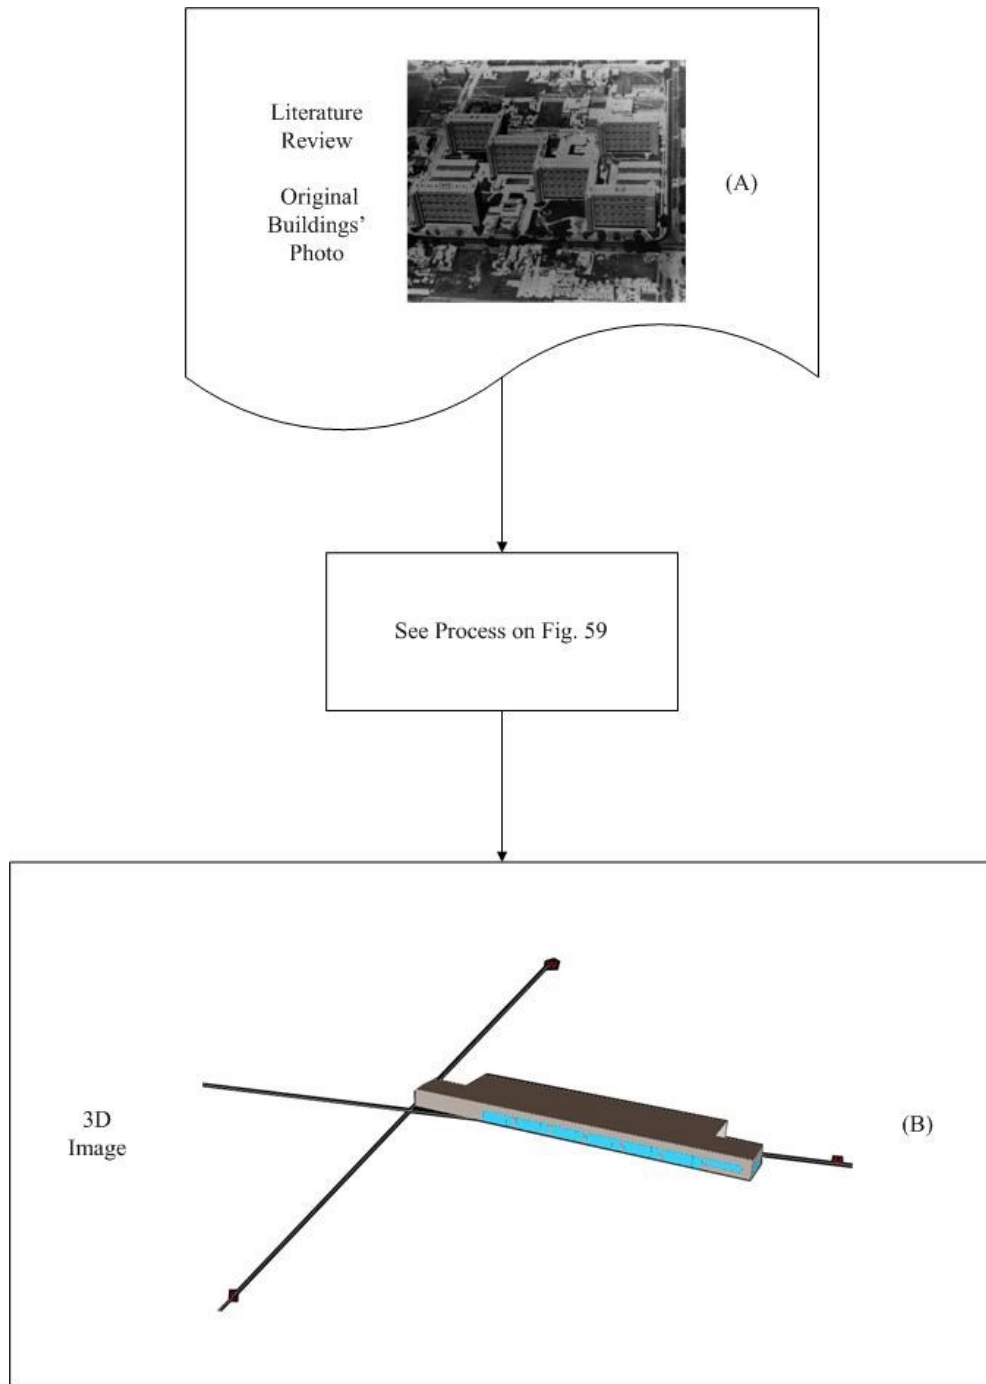 Literature
Review
Original
Buildings’
Photo
(A)
See Process on Fig. 59
3D
Image
(B)